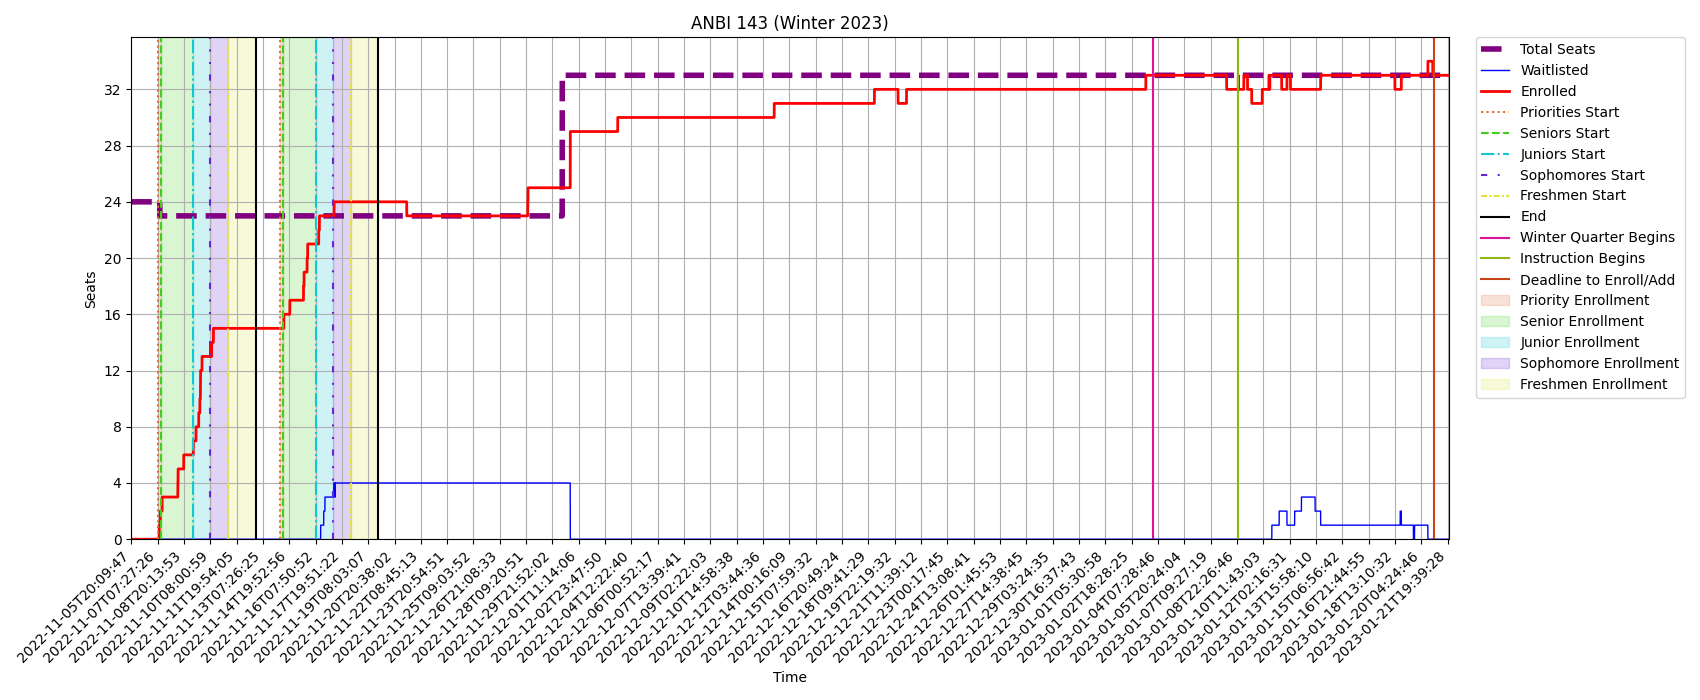 ANBI 143 (Winter 2023)
Seats
32
28
24
20
16
12
8
4
0
2022-11-05T20:09:47
2022-11-07T07:27:26
2022-11-08T20:13:53
2022-11-10T08:00:59
2022-11-11T19:54:05
2022-11-13T07:26:25
2022-11-14T19:52:56
2022-11-16T07:50:52
2022-11-17T19:51:22
2022-11-19T08:03:07
2022-11-20T20:38:02
2022-11-22T08:45:13
2022-11-23T20:54:51
2022-11-25T09:03:52
2022-11-26T21:08:33
2022-11-28T09:20:51
2022-11-29T21:52:02
2022-12-01T11:14:06
2022-12-02T23:47:50
2022-12-04T12:22:40
2022-12-06T00:52:17
2022-12-07T13:39:41
2022-12-09T02:22:03
2022-12-10T14:58:38
2022-12-12T03:44:36
2022-12-14T00:16:09
2022-12-15T07:59:32
2022-12-16T20:49:24
2022-12-18T09:41:29
2022-12-19T22:19:32
2022-12-21T11:39:12
2022-12-23T00:17:45
2022-12-24T13:08:41
2022-12-26T01:45:53
2022-12-27T14:38:45
2022-12-29T03:24:35
2022-12-30T16:37:43
2023-01-01T05:30:58
2023-01-02T18:28:25
2023-01-04T07:28:46
2023-01-05T20:24:04
2023-01-07T09:27:19
2023-01-08T22:26:46
2023-01-10T11:43:03
2023-01-12T02:16:31
2023-01-13T15:58:10
2023-01-15T06:56:42
2023-01-16T21:44:55
2023-01-18T13:10:32
2023-01-20T04:24:46
2023-01-21T19:39:28
Time
Total Seats
Waitlisted
Enrolled
Priorities Start
Seniors Start
Juniors Start
Sophomores Start
Freshmen Start
End
Winter Quarter Begins
Instruction Begins
Deadline to Enroll/Add
Priority Enrollment
Senior Enrollment
Junior Enrollment
Sophomore Enrollment
Freshmen Enrollment